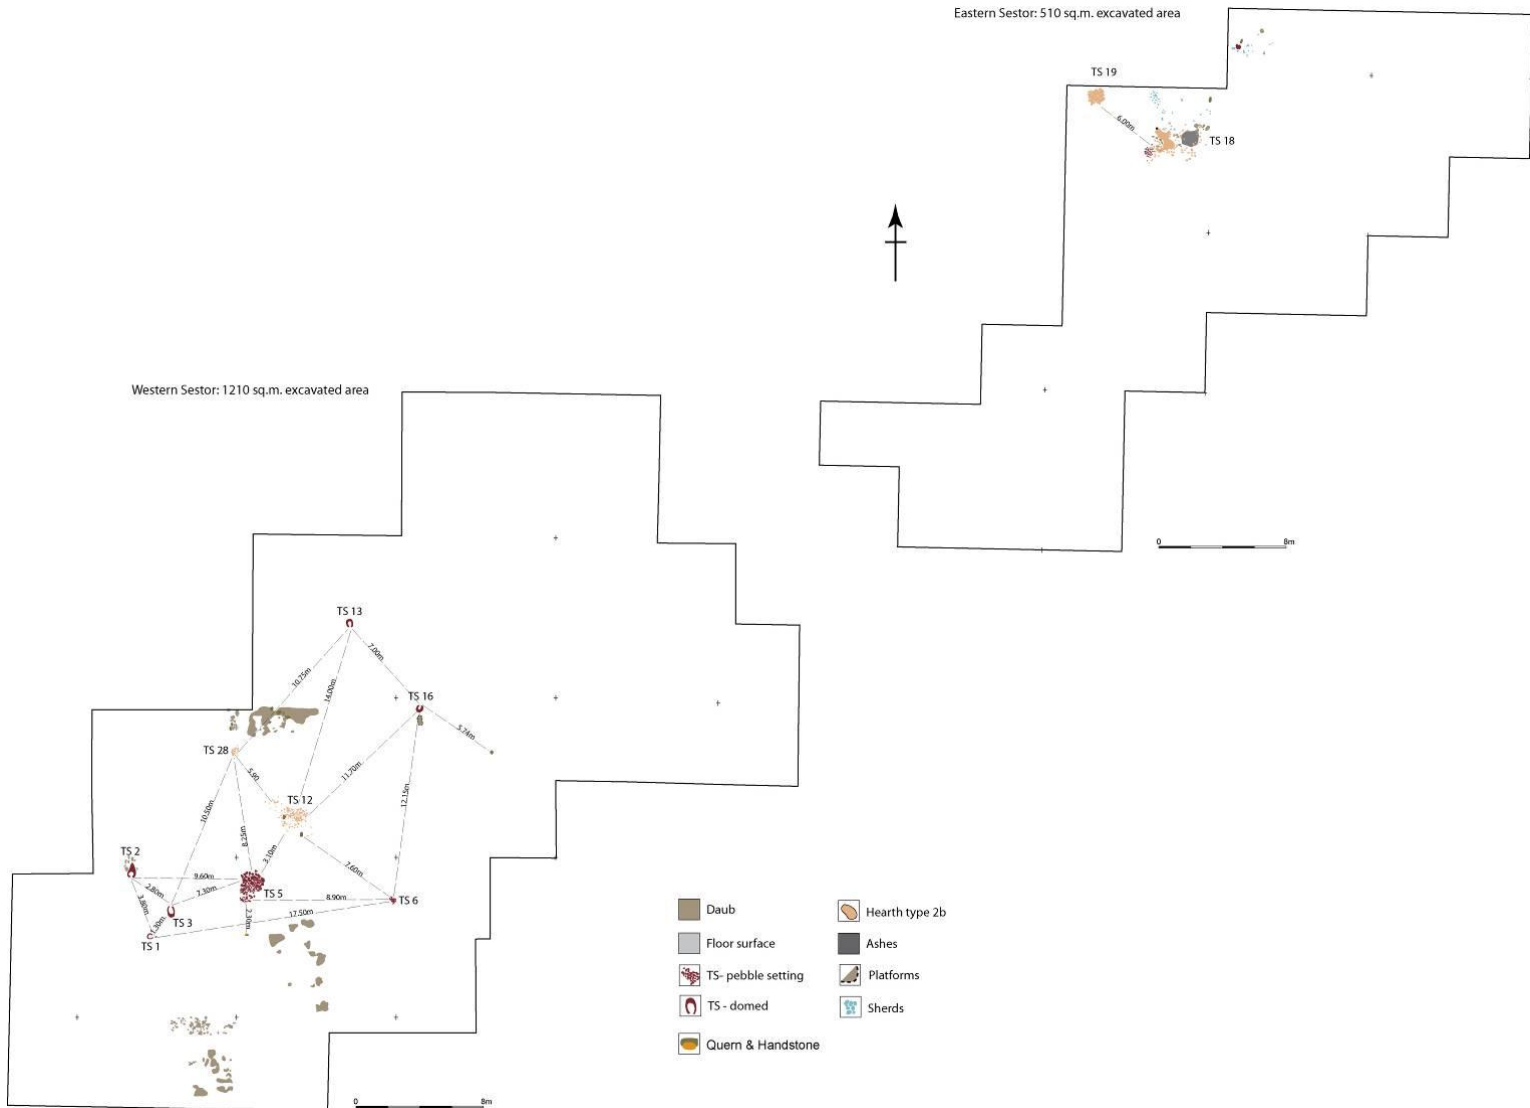 Eastern Sestor: 510 sq.m. excavated area
TS 19
6.00m
TS 18
0 8m
Western Sestor: 1210 sq.m. excavated area
TS 13
7.00m
10.75m
14.00m
TS 16
5.74m
TS 28
5.90
11.70m
TS 12
12.15m
10.50m
8.25m
3.10m
7.60m
TS 2
9.60m
2.80m
7.30m
TS 5
3.80m
8.90m
TS 6
TS 3
1.30m
2.30m
17.50m
TS 1
0 8m
Daub
Hearth type 2b
Floor surface
Ashes
TS- pebble setting
Platforms
TS - domed
Sherds
Quern & Handstone